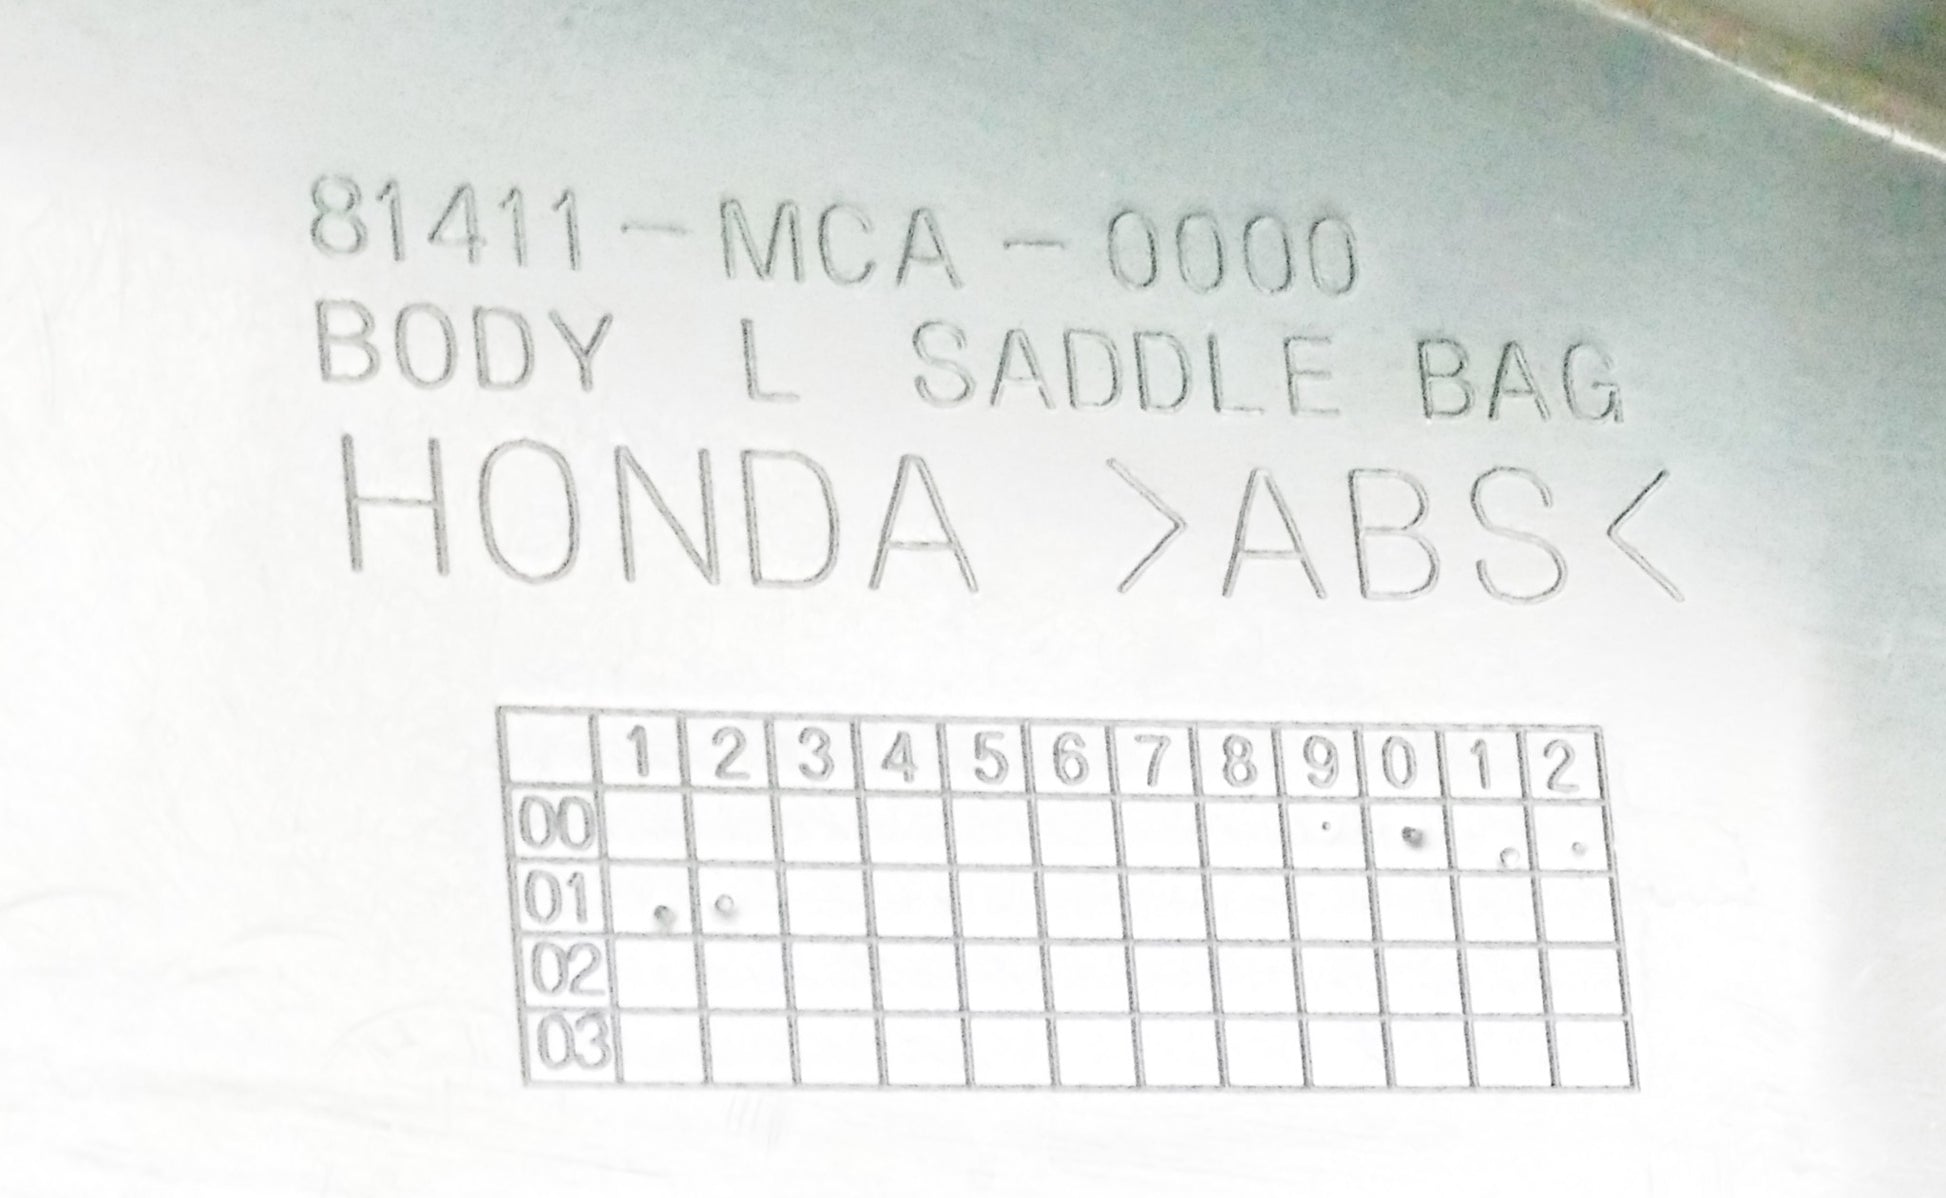 81411-MCA-0000
BODY L SADDLE BAG
HONDA >ABS<
1 2 3 4 5 6 7 8 9 0 1 2
00
01
02
03